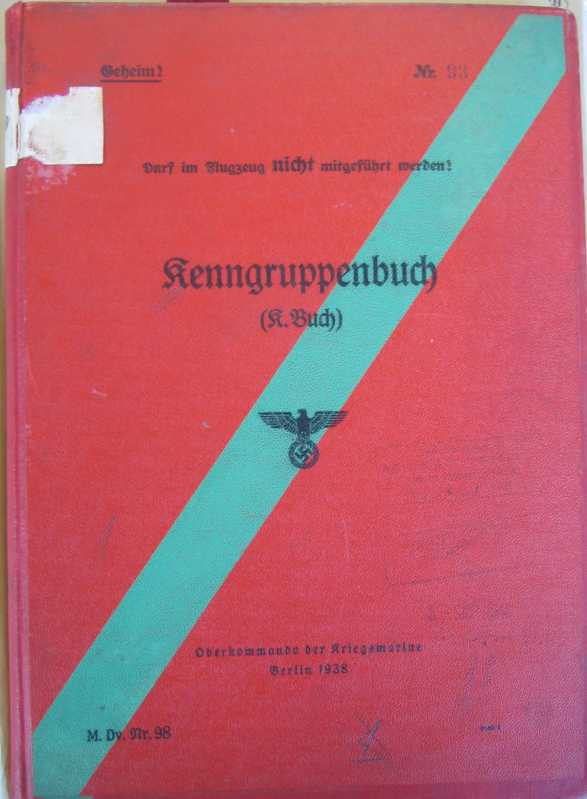 Geheim!
Nr. 93
Darf im Flugzeug nicht mitgeführt werden!
Kenngruppenbuch
(K. Buch)
Oberkommando der Kriegsmarine
Berlin 1938
M. Dv. Nr. 98